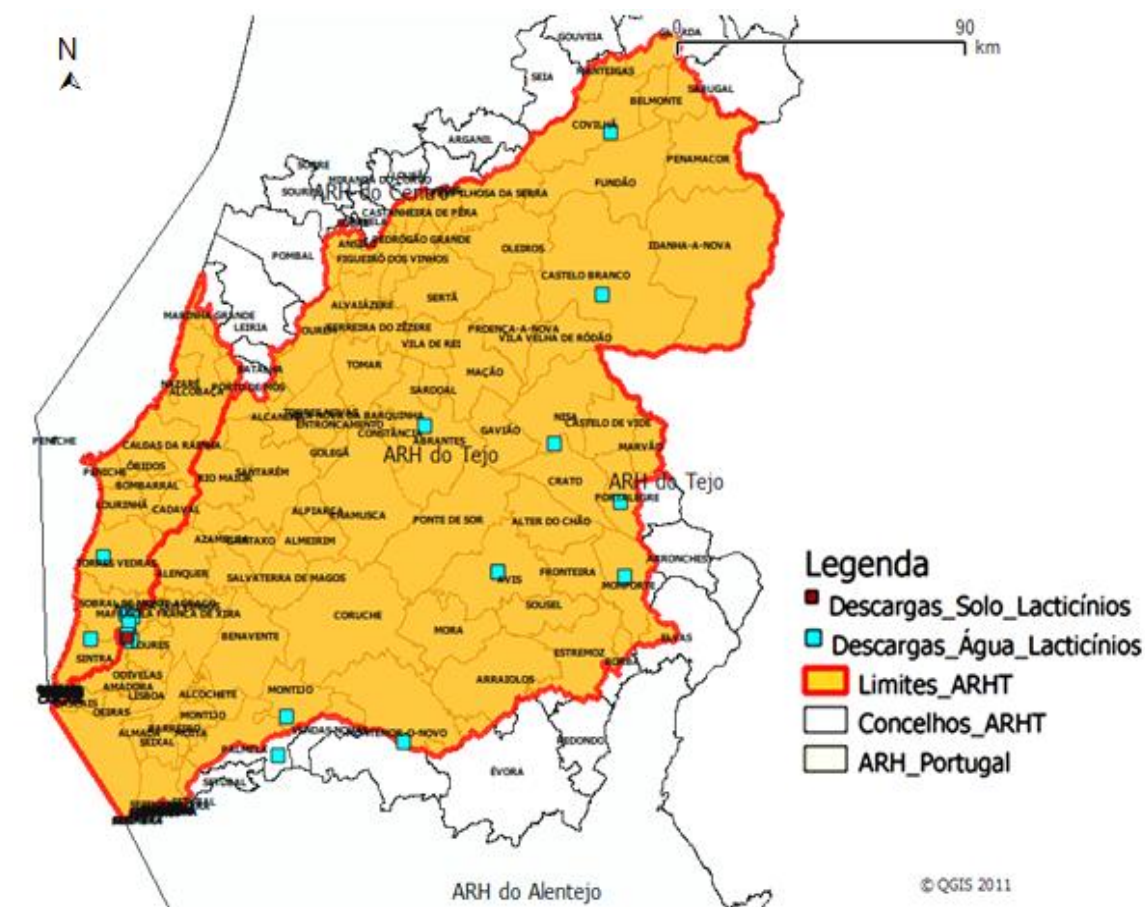 N
0
90
km
GOUVEIA
SEIA
MANTEIGAS
SABUGAL
BELMONTE
COVILHÃ
ARGANIL
PENAMACOR
FUNDÃO
ARH do Centro
CASTANHEIRA DE PÊRA
PEDRÓGÃO GRANDE
FIGUEIRÓ DOS VINHOS
POMBAL
OLEIROS
IDANHA-A-NOVA
CASTELO BRANCO
SERTÃ
ALVAIÁZERE
MARINHA GRANDE
LEIRIA
FERREIRA DO ZÊZERE
PROENÇA-A-NOVA
VILA VELHA DE RÓDÃO
VILA DE REI
TOMAR
MAÇÃO
BATALHA
PORTO DE MÓS
NAZARÉ
ALCOBAÇA
SARDOAL
ENTRONCAMENTO
CONSTÂNCIA
ABRANTES
GAVIÃO
NISA
CASTELO DE VIDE
MARVÃO
PENICHE
CALDAS DA RAINHA
GOLEGÃ
ARH do Tejo
PENICHE
ÓBIDOS
BOMBARRAL
RIO MAIOR
SANTARÉM
CRATO
ARH do Tejo
PORTALEGRE
LOURINHÃ
CADAVAL
ALPIARÇA
CHAMUSCA
PONTE DE SOR
ALTER DO CHÃO
AZAMBUJA
CARTAXO
ALMEIRIM
ARRONCHES
TORRES VEDRAS
ALENQUER
SALVATERRA DE MAGOS
AVIS
FRONTEIRA
MONFORTE
SOUSEL
CORUCHE
MORA
BENAVENTE
LOURES
SINTRA
ELVAS
ESTREMOZ
BORBA
ARRAIOLOS
ODIVELAS
AMADORA
LISBOA
OEIRAS
ALCOCHETE
MONTIJO
MONTIJO
BARREIRO
ALMADA
MOITA
SEIXAL
PALMELA
VENDAS NOVAS
MONTEMOR-O-NOVO
REDONDO
ÉVORA
SETÚBAL
ARH do Alentejo
Legenda
Descargas_Solo_Lacticínios
Descargas_Água_Lacticínios
Limites_ARHT
Concelhos_ARHT
ARH_Portugal
© QGIS 2011